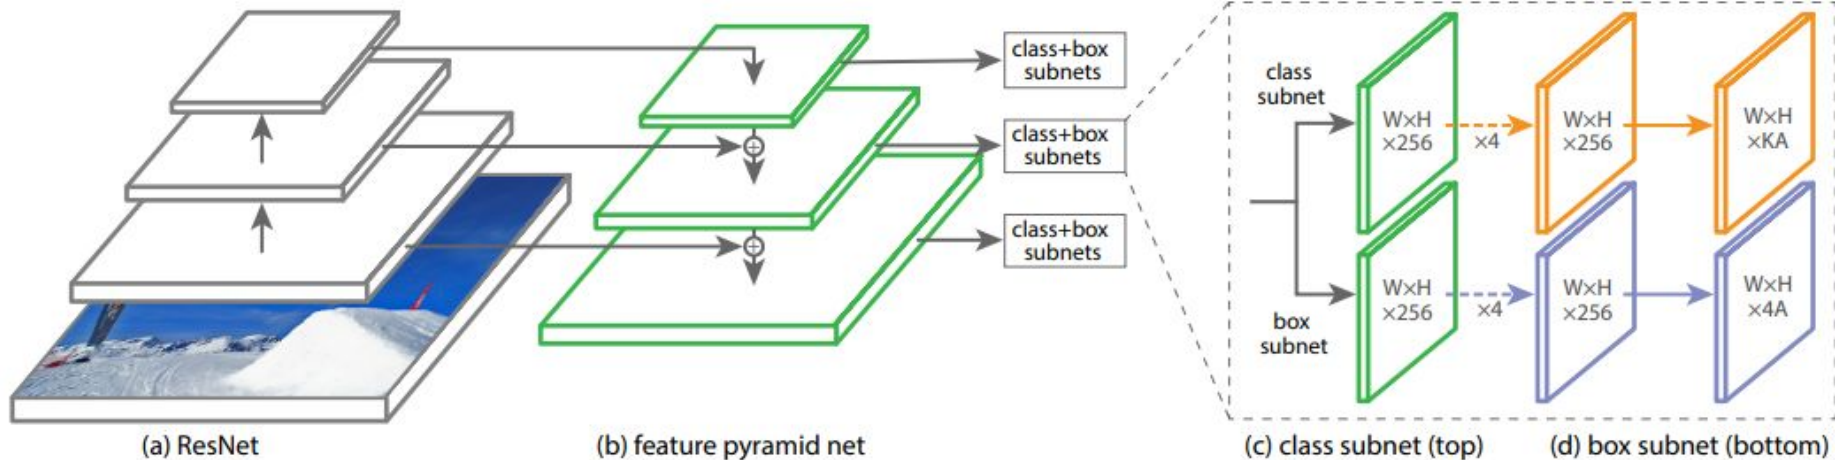 class+box
subnets
class+box
subnets
class+box
subnets
class
subnet
W×H
×256
×4
W×H
×256
W×H
×KA
box
subnet
W×H
×256
×4
W×H
×256
W×H
×4A
(a) ResNet
(b) feature pyramid net
(c) class subnet (top)
(d) box subnet (bottom)